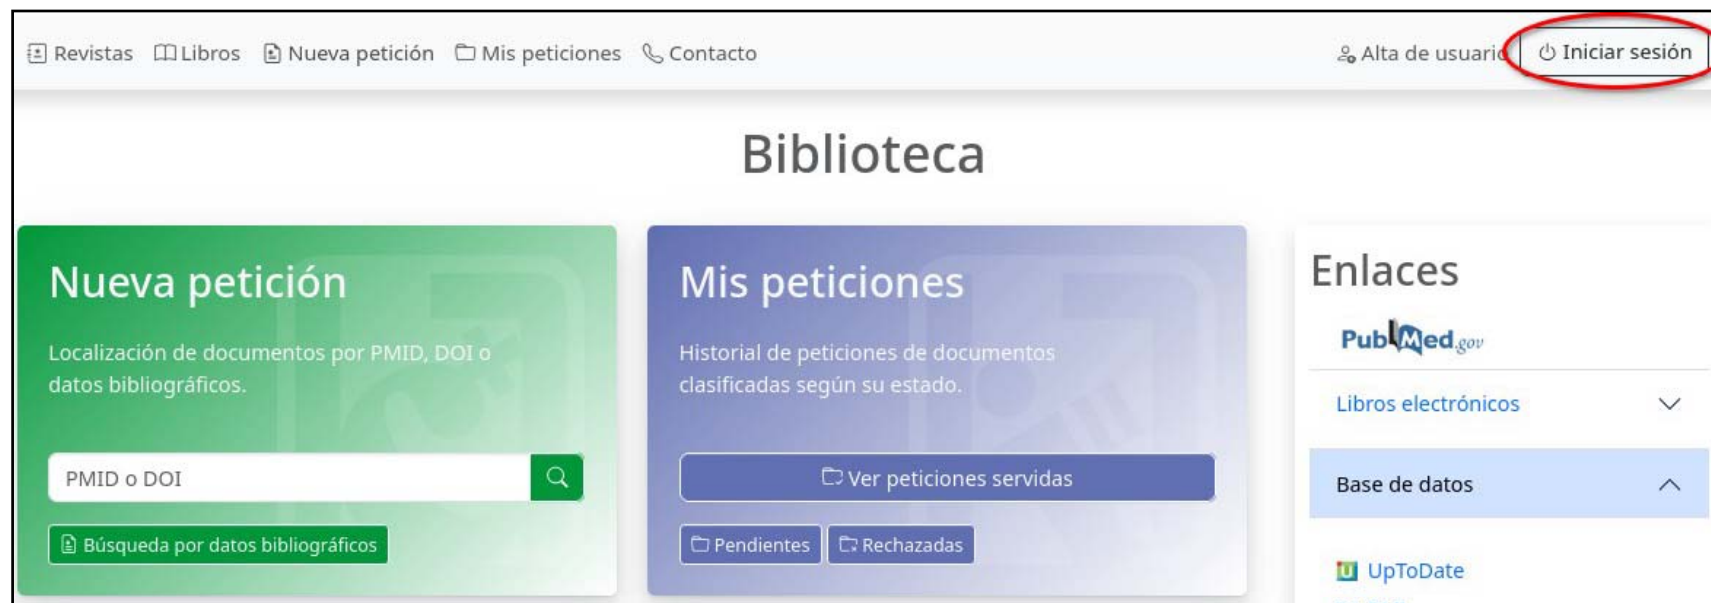 Revistas Libros Nueva petición Mis peticiones Contacto Alta de usuario Iniciar sesión
Biblioteca
Nueva petición
Localización de documentos por PMID, DOI o
datos bibliográficos.
PMID o DOI
Búsqueda por datos bibliográficos
Mis peticiones
Historial de peticiones de documentos
clasificadas según su estado.
Ver peticiones servidas
Pendientes Rechazadas
Enlaces
PubMed.gov
Libros electrónicos
Base de datos
UpToDate